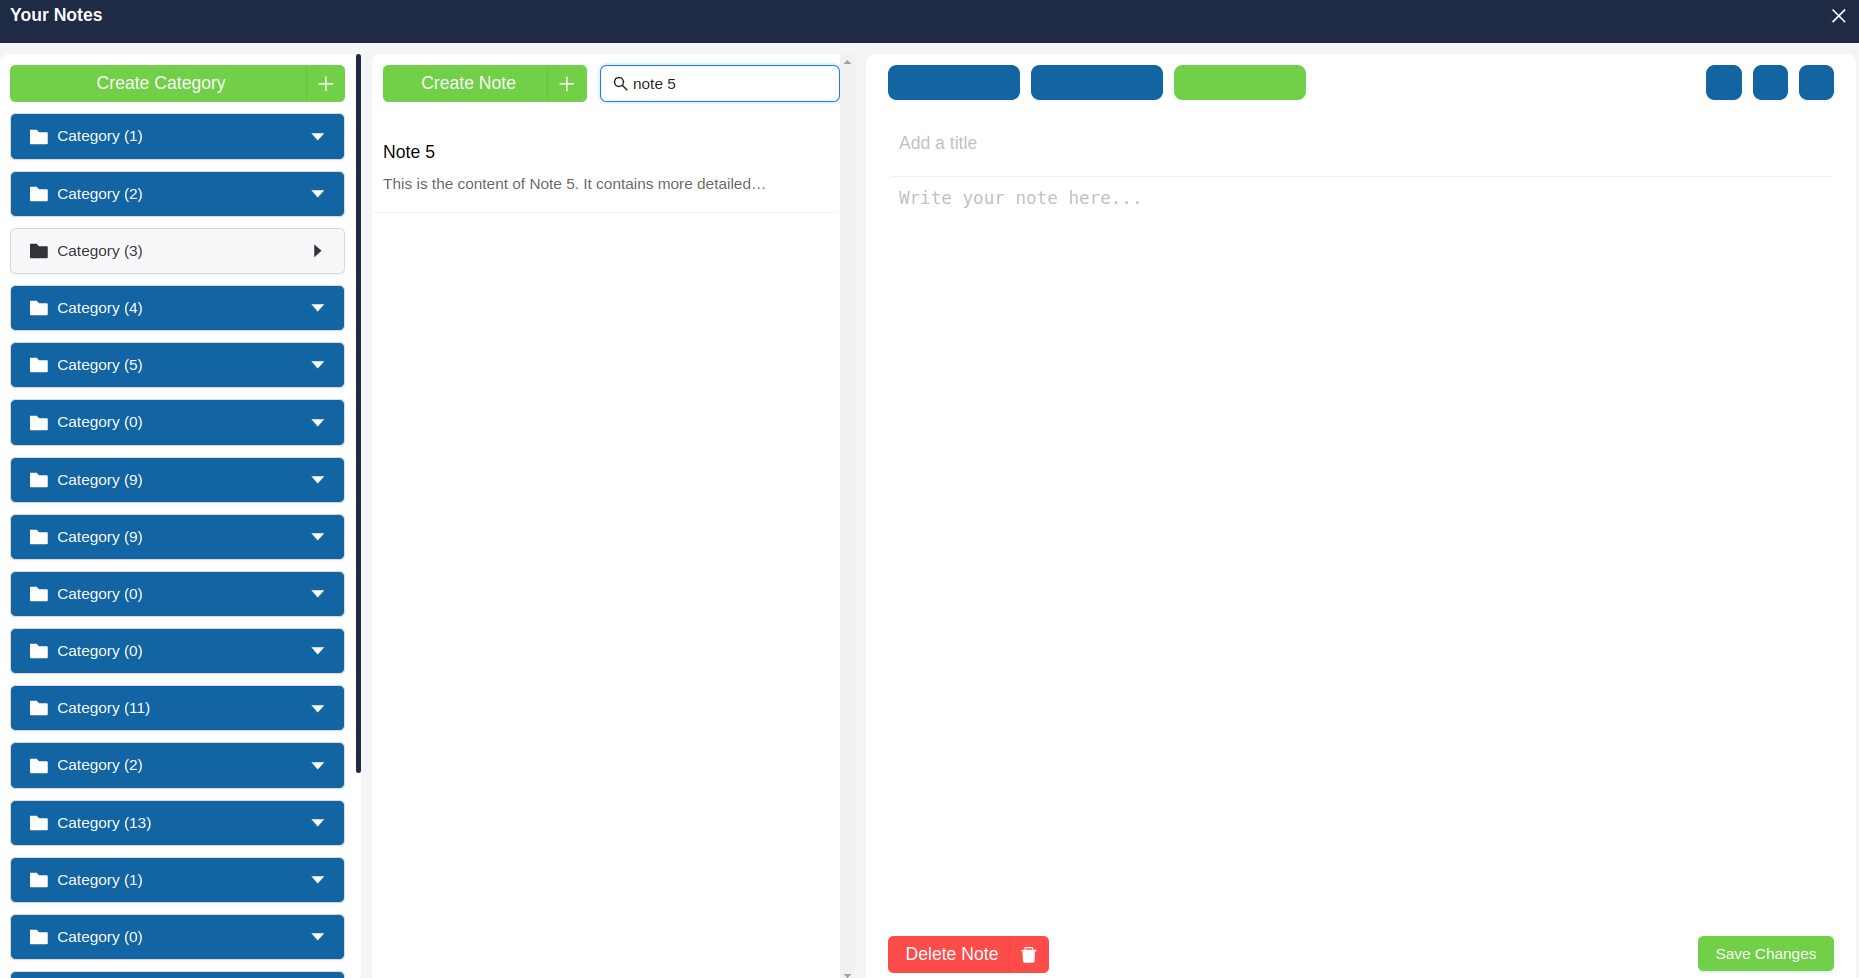 Your Notes
Create Category
Category (1)
Category (2)
Category (3)
Category (4)
Category (5)
Category (0)
Category (9)
Category (9)
Category (0)
Category (0)
Category (11)
Category (2)
Category (13)
Category (1)
Category (0)
Create Note
note 5
Note 5
This is the content of Note 5. It contains more detailed…
Add a title
Write your note here...
Delete Note
Save Changes